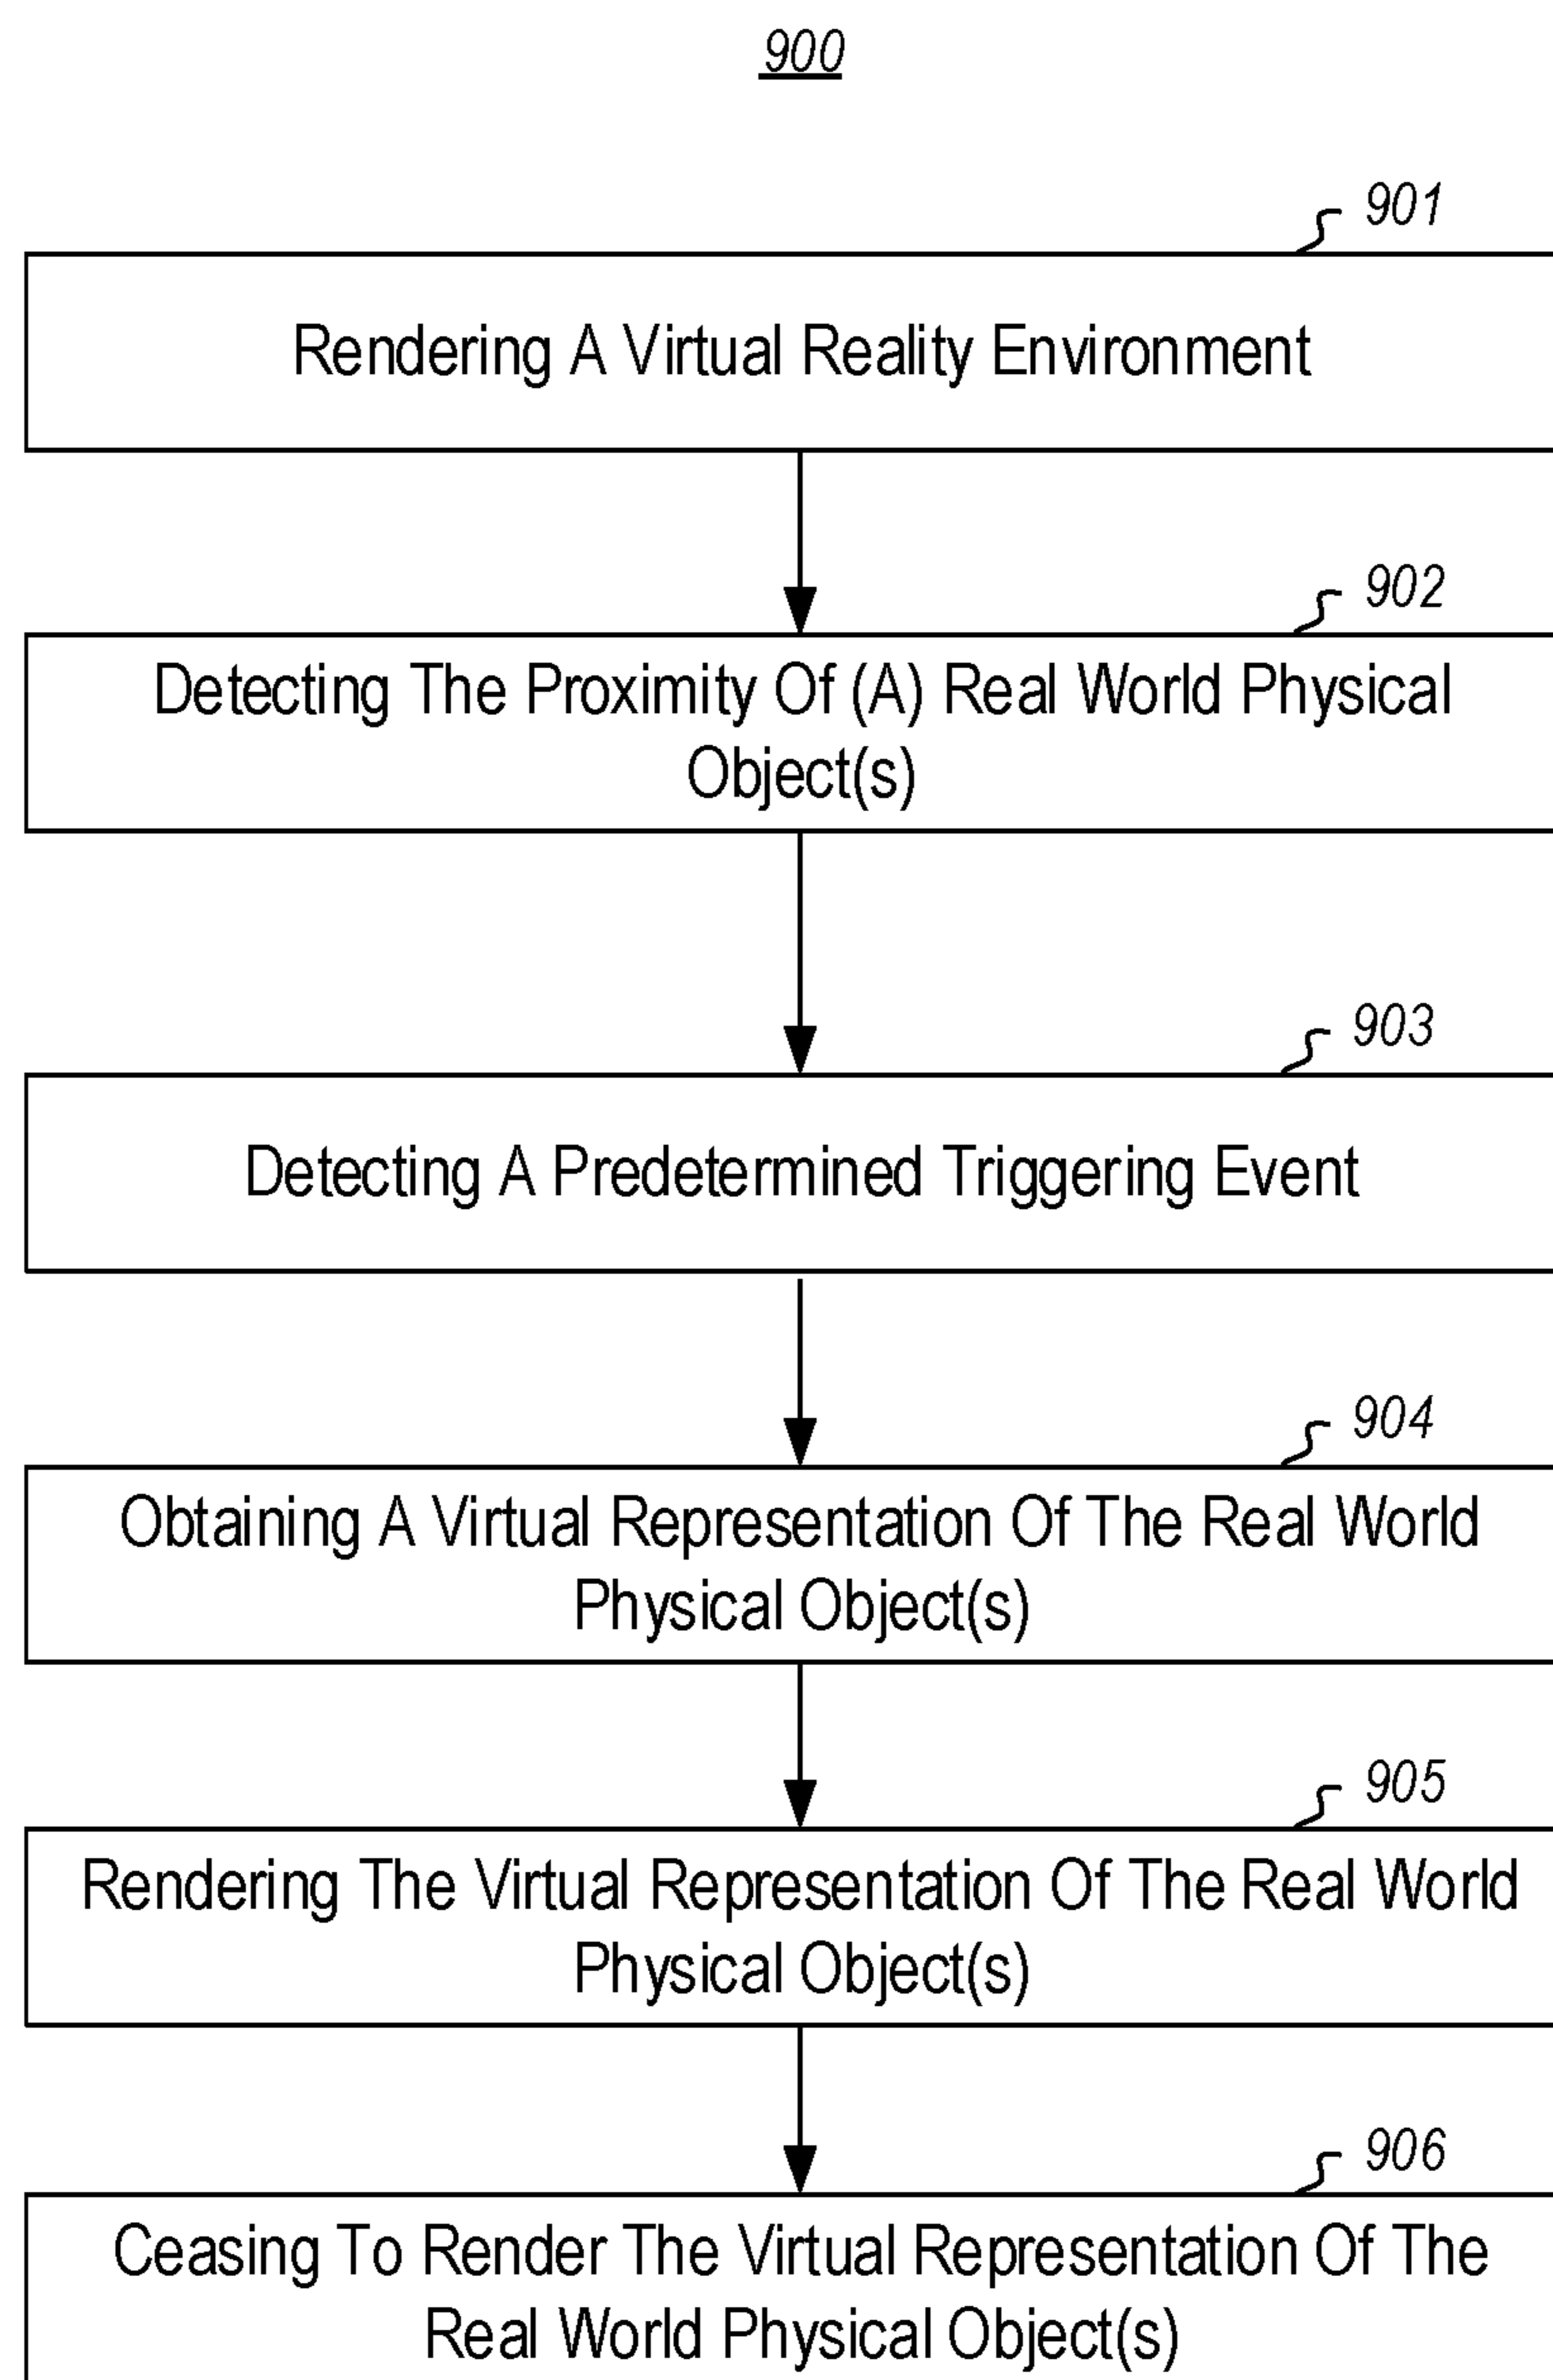 900
901
Rendering A Virtual Reality Environment
902
Detecting The Proximity Of (A) Real World Physical
Object(s)
903
Detecting A Predetermined Triggering Event
904
Obtaining A Virtual Representation Of The Real World
Physical Object(s)
905
Rendering The Virtual Representation Of The Real World
Physical Object(s)
906
Ceasing To Render The Virtual Representation Of The
Real World Physical Object(s)